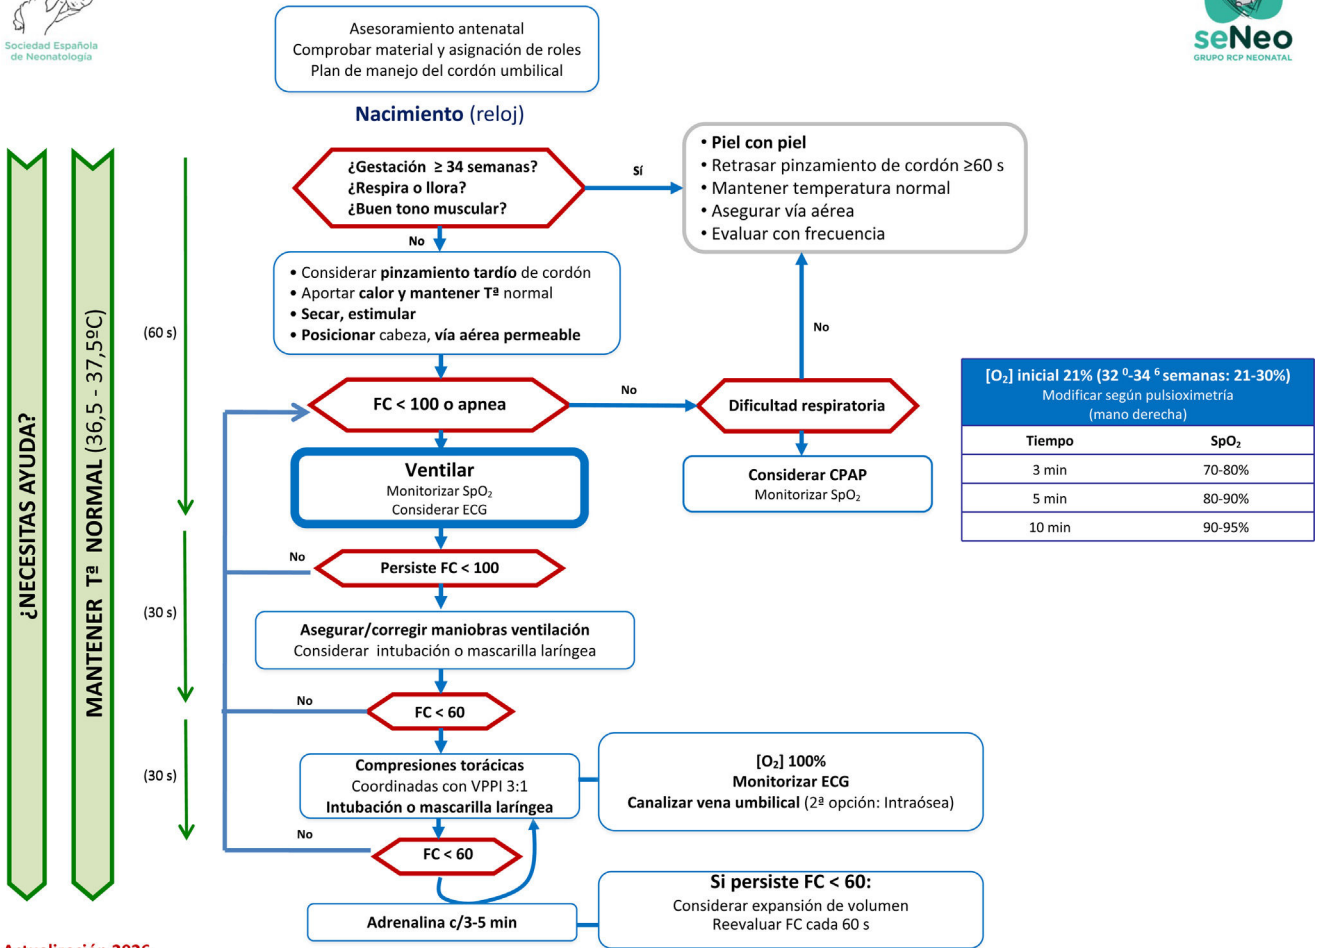 Sociedad Española
de Neonatología
seNeo
GRUPO RCP NEONATAL
Asesoramiento antenatal
Comprobar material y asignación de roles
Plan de manejo del cordón umbilical
Nacimiento (reloj)
¿Gestación ≥ 34 semanas?
¿Respira o llora?
¿Buen tono muscular?
Sí
• Piel con piel
• Retrasar pinzamiento de cordón ≥60 s
• Mantener temperatura normal
• Asegurar vía aérea
• Evaluar con frecuencia
No
• Considerar pinzamiento tardío de cordón
• Aportar calor y mantener Tª normal
• Secar, estimular
• Posicionar cabeza, vía aérea permeable
(60 s)
No
FC < 100 o apnea
No
Dificultad respiratoria
Considerar CPAP
Monitorizar SpO₂
[O₂] inicial 21% (32 ⁰-34 ⁶ semanas: 21-30%)
Modificar según pulsioximetría
(mano derecha)
Tiempo SpO₂
3 min 70-80%
5 min 80-90%
10 min 90-95%
Ventilar
Monitorizar SpO₂
Considerar ECG
No
Persiste FC < 100
(30 s)
Asegurar/corregir maniobras ventilación
Considerar intubación o mascarilla laríngea
No
FC < 60
(30 s)
Compresiones torácicas
Coordinadas con VPPI 3:1
Intubación o mascarilla laríngea
[O₂] 100%
Monitorizar ECG
Canalizar vena umbilical (2ª opción: Intraósea)
No
FC < 60
Adrenalina c/3-5 min
Si persiste FC < 60:
Considerar expansión de volumen
Reevaluar FC cada 60 s
¿NECESITAS AYUDA?
MANTENER Tª NORMAL (36,5 - 37,5ºC)
Actualización 2026